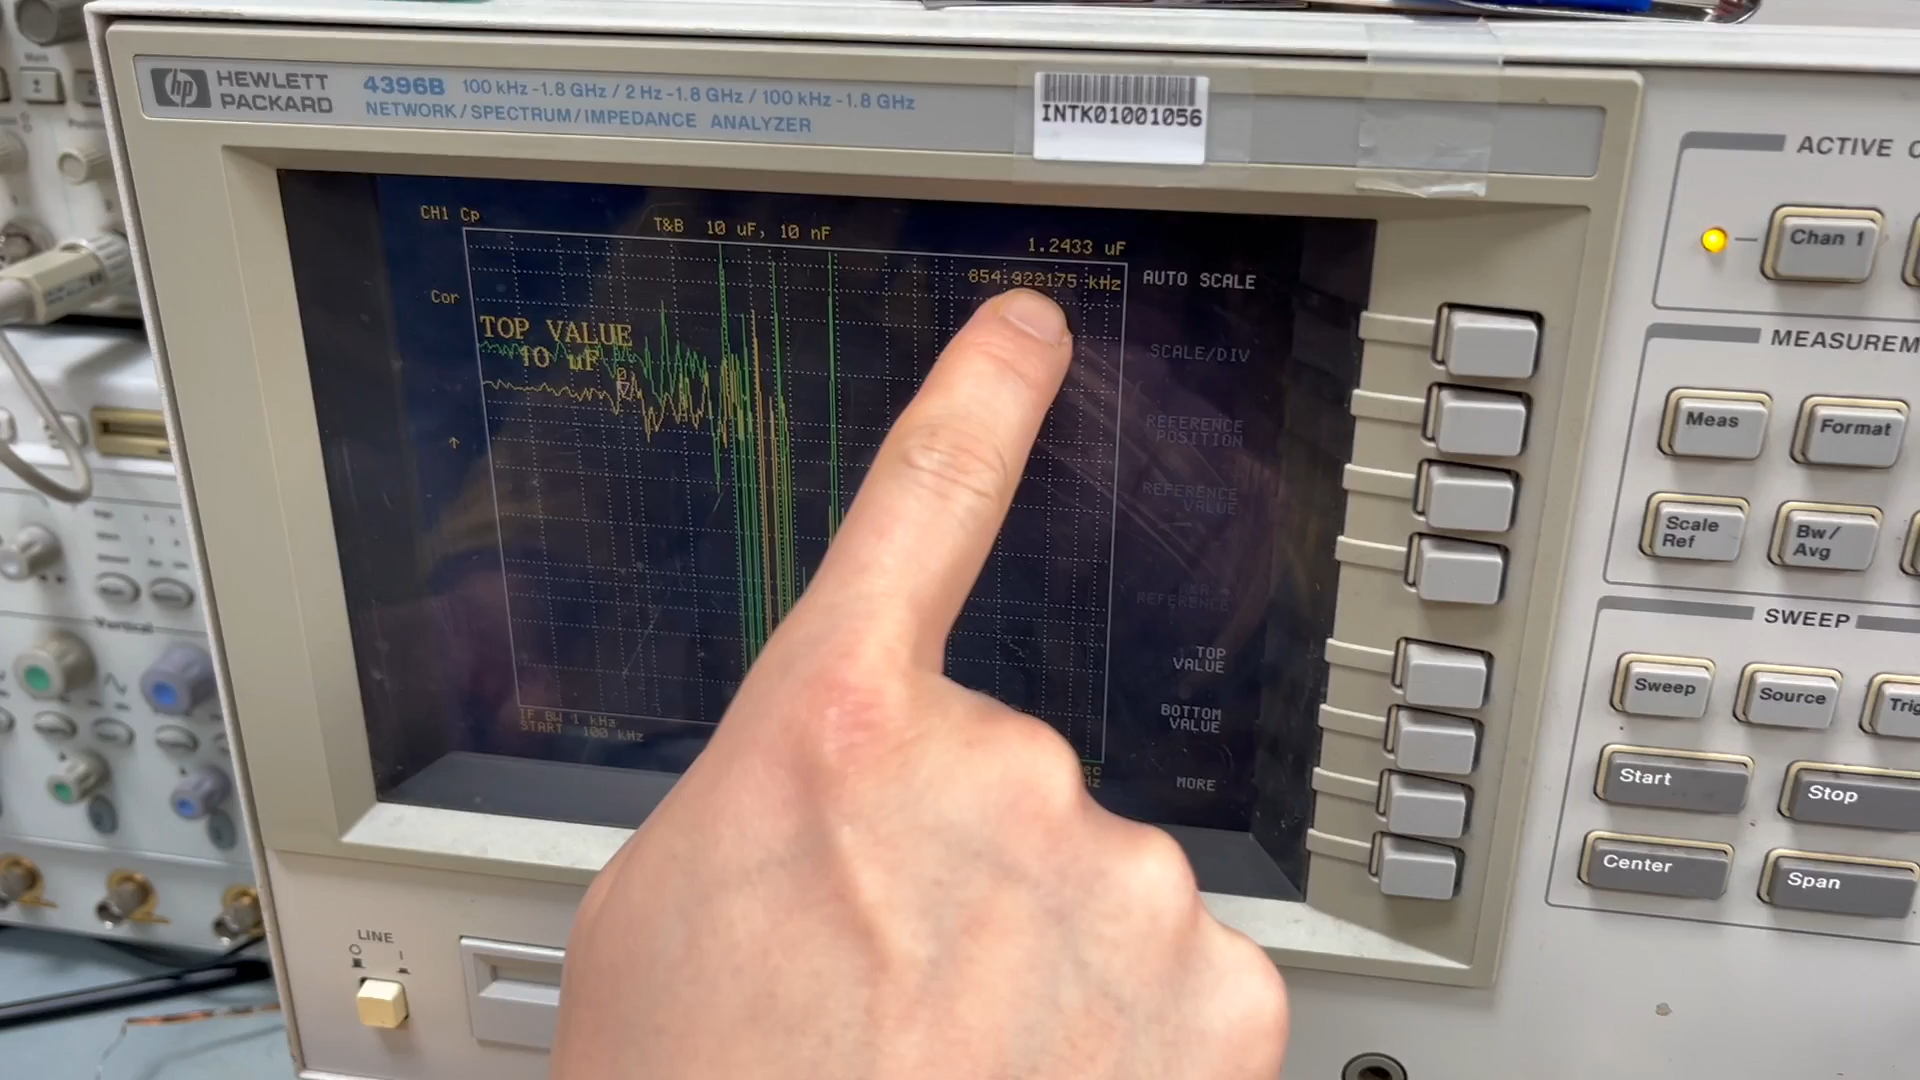 hp HEWLETT PACKARD
4396B 100 kHz-1.8 GHz / 2 Hz-1.8 GHz / 100 kHz-1.8 GHz
NETWORK/SPECTRUM/IMPEDANCE ANALYZER
INTK01001056
CH1 Cp
T&B 10 uF, 10 nF
1.2433 uF
854.922175 kHz
Cor
TOP VALUE
10 uF
0
IF BW 1 kHz
START 100 kHz
AUTO SCALE
SCALE/DIV
REFERENCE
POSITION
REFERENCE
VALUE
REFERENCE
TOP
VALUE
BOTTOM
VALUE
MORE
ACTIVE
Chan 1
Meas
Format
Scale
Ref
Bw/
Avg
SWEEP
Sweep
Source
Start
Stop
Center
Span
LINE
Vertical